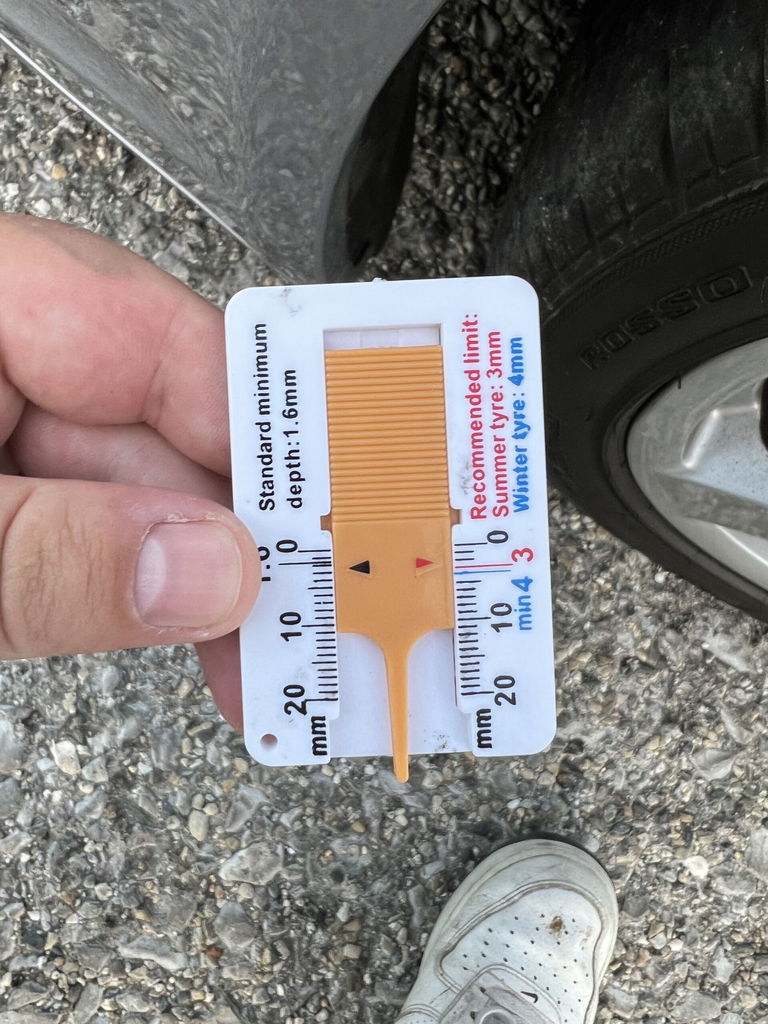 Standard minimum
depth:1.6mm
0
10
20
mm
Recommended limit:
Summer tyre: 3mm
Winter tyre: 4mm
0
3
min4
10
20
mm
ROSSO